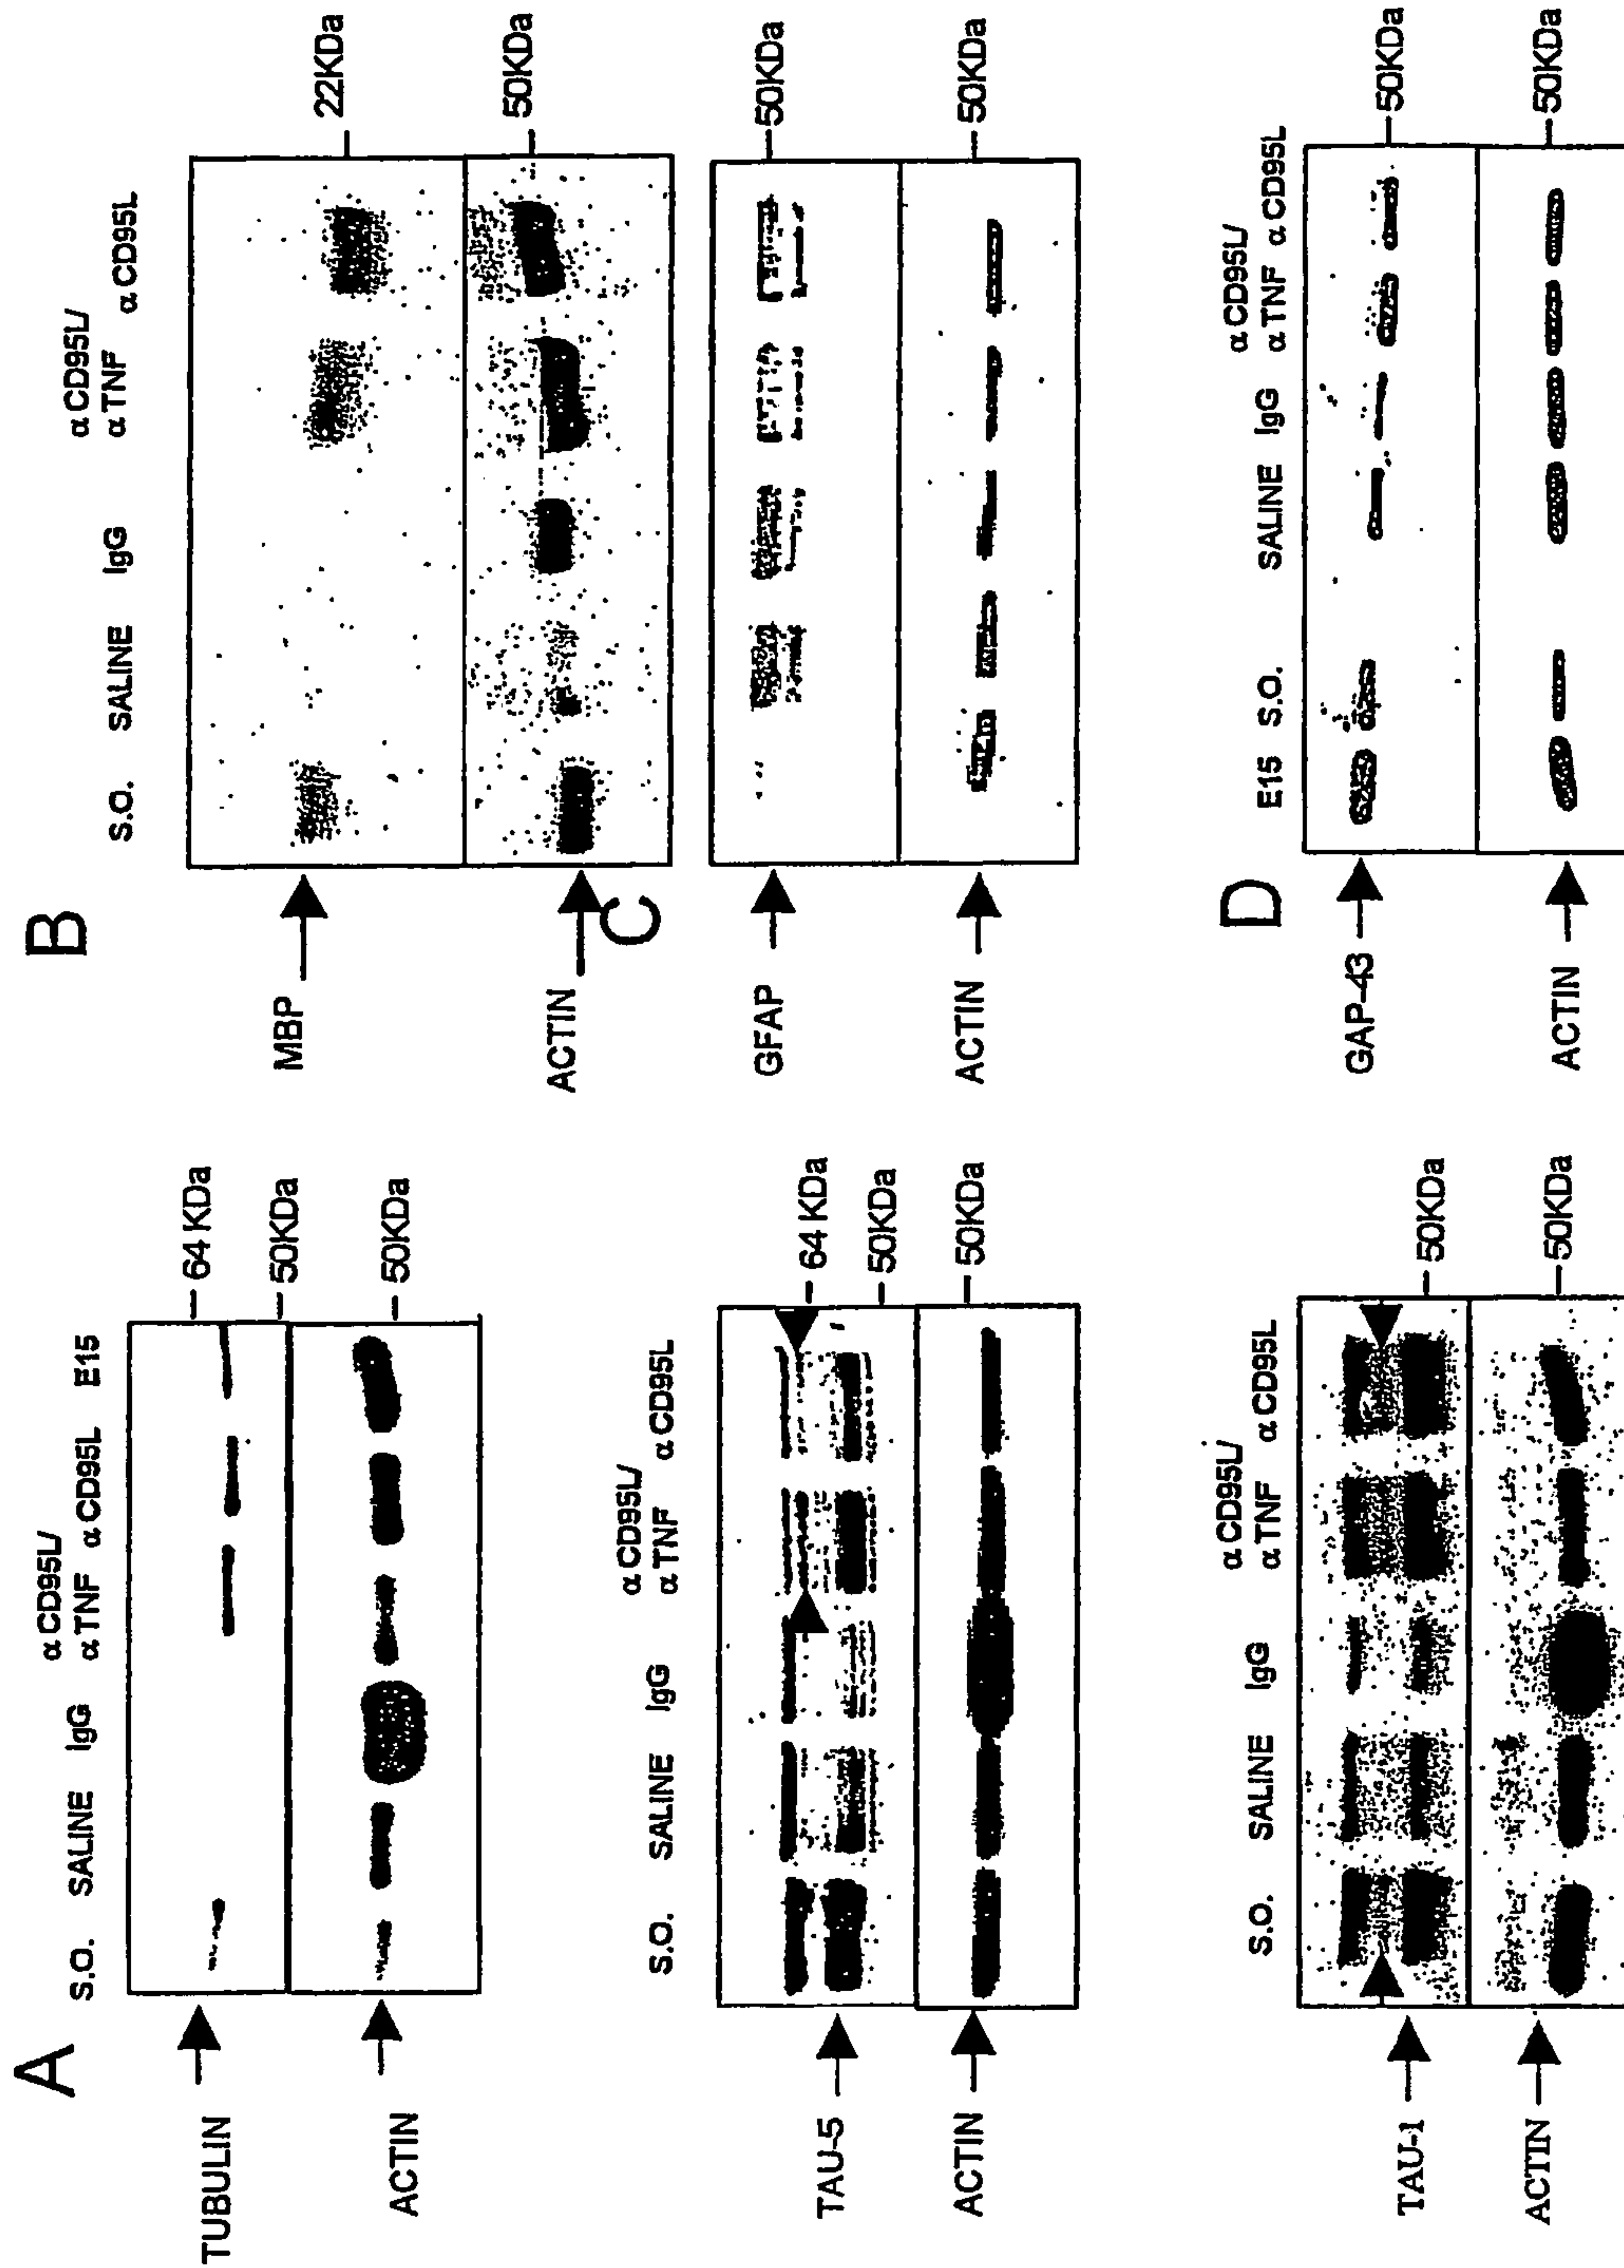 A
α CD95L/
S.O. SALINE IgG α TNF α CD95L E15
TUBULIN
64 KDa
50KDa
ACTIN
50KDa
α CD95L/
S.O. SALINE IgG α TNF α CD95L
TAU-5
64 KDa
50KDa
ACTIN
50KDa
α CD95L/
S.O. SALINE IgG α TNF α CD95L
TAU-1
50KDa
ACTIN
50KDa
B
α CD95L/
S.O. SALINE IgG α TNF α CD95L
MBP
22KDa
ACTIN
50KDa
C
GFAP
50KDa
ACTIN
50KDa
D
α CD95L/
E15 S.O. SALINE IgG α TNF α CD95L
GAP-43
50KDa
ACTIN
50KDa